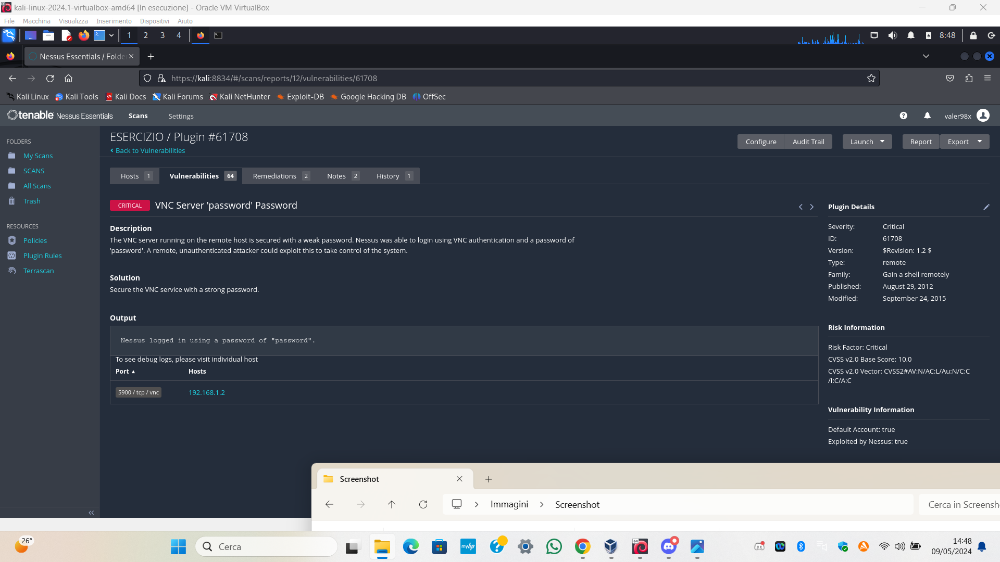 kali-linux-2024.1-virtualbox-amd64 [In esecuzione] - Oracle VM VirtualBox
File Macchina Visualizza Inserimento Dispositivi Aiuto
1 2 3 4 8:48
Nessus Essentials / Folde
https://kali:8834/#/scans/reports/12/vulnerabilities/61708
Kali Linux Kali Tools Kali Docs Kali Forums Kali NetHunter Exploit-DB Google Hacking DB OffSec
tenable Nessus Essentials Scans Settings valer98x
FOLDERS
My Scans
SCANS
All Scans
Trash
RESOURCES
Policies
Plugin Rules
Terrascan
ESERCIZIO / Plugin #61708
Back to Vulnerabilities
Configure Audit Trail Launch Report Export
Hosts 1 Vulnerabilities 64 Remediations 2 Notes 2 History 1
CRITICAL VNC Server 'password' Password
Description
The VNC server running on the remote host is secured with a weak password. Nessus was able to login using VNC authentication and a password of
'password'. A remote, unauthenticated attacker could exploit this to take control of the system.
Solution
Secure the VNC service with a strong password.
Output
Nessus logged in using a password of "password".
To see debug logs, please visit individual host
Port ▲ Hosts
5900 / tcp / vnc 192.168.1.2
Plugin Details
Severity: Critical
ID: 61708
Version: $Revision: 1.2 $
Type: remote
Family: Gain a shell remotely
Published: August 29, 2012
Modified: September 24, 2015
Risk Information
Risk Factor: Critical
CVSS v2.0 Base Score: 10.0
CVSS v2.0 Vector: CVSS2#AV:N/AC:L/Au:N/C:C
/I:C/A:C
Vulnerability Information
Default Account: true
Exploited by Nessus: true
Screenshot
Immagini Screenshot Cerca in Screensh
26°
Cerca
myhp
64
14:48
09/05/2024